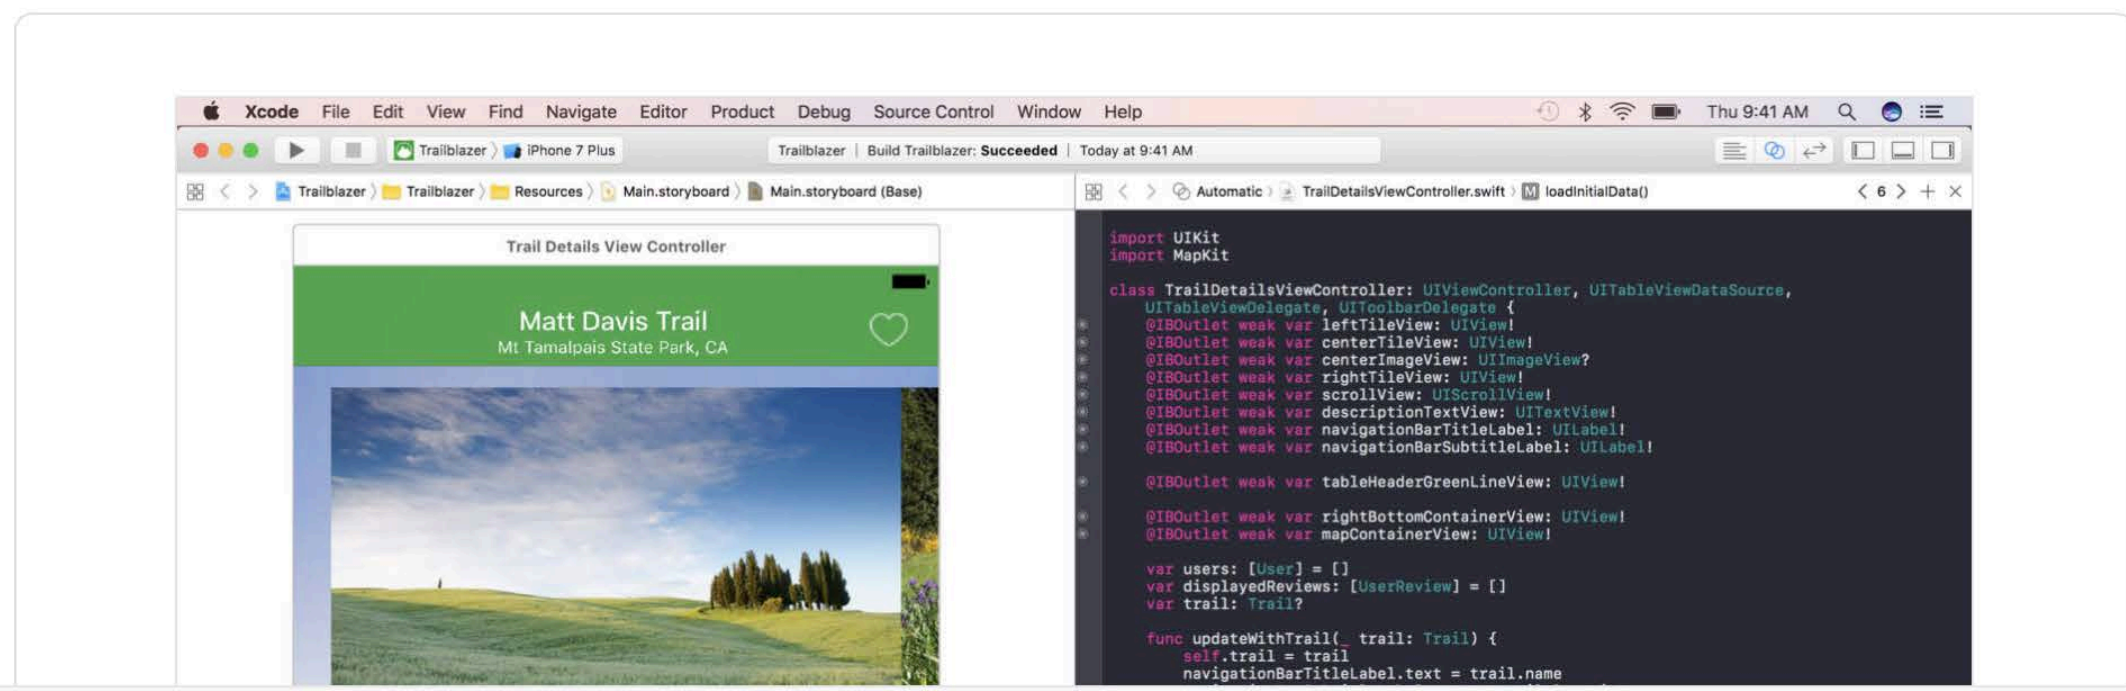 Xcode File Edit View Find Navigate Editor Product Debug Source Control Window Help Thu 9:41 AM
Trailblazer iPhone 7 Plus Trailblazer | Build Trailblazer: Succeeded | Today at 9:41 AM
Trailblazer Trailblazer Resources Main.storyboard Main.storyboard (Base)
Automatic TrailDetailsViewController.swift M loadInitialData() < 6 > + ×
Trail Details View Controller
Matt Davis Trail
Mt Tamalpais State Park, CA
import UIKit
import MapKit
class TrailDetailsViewController: UIViewController, UITableViewDataSource,
UITableViewDelegate, UIToolbarDelegate {
@IBOutlet weak var leftTileView: UIView!
@IBOutlet weak var centerTileView: UIView!
@IBOutlet weak var centerImageView: UIImageView?
@IBOutlet weak var rightTileView: UIView!
@IBOutlet weak var scrollView: UIScrollView!
@IBOutlet weak var descriptionTextView: UITextView!
@IBOutlet weak var navigationBarTitleLabel: UILabel!
@IBOutlet weak var navigationBarSubtitleLabel: UILabel!
@IBOutlet weak var tableHeaderGreenLineView: UIView!
@IBOutlet weak var rightBottomContainerView: UIView!
@IBOutlet weak var mapContainerView: UIView!
var users: [User] = []
var displayedReviews: [UserReview] = []
var trail: Trail?
func updateWithTrail(_ trail: Trail) {
self.trail = trail
navigationBarTitleLabel.text = trail.name